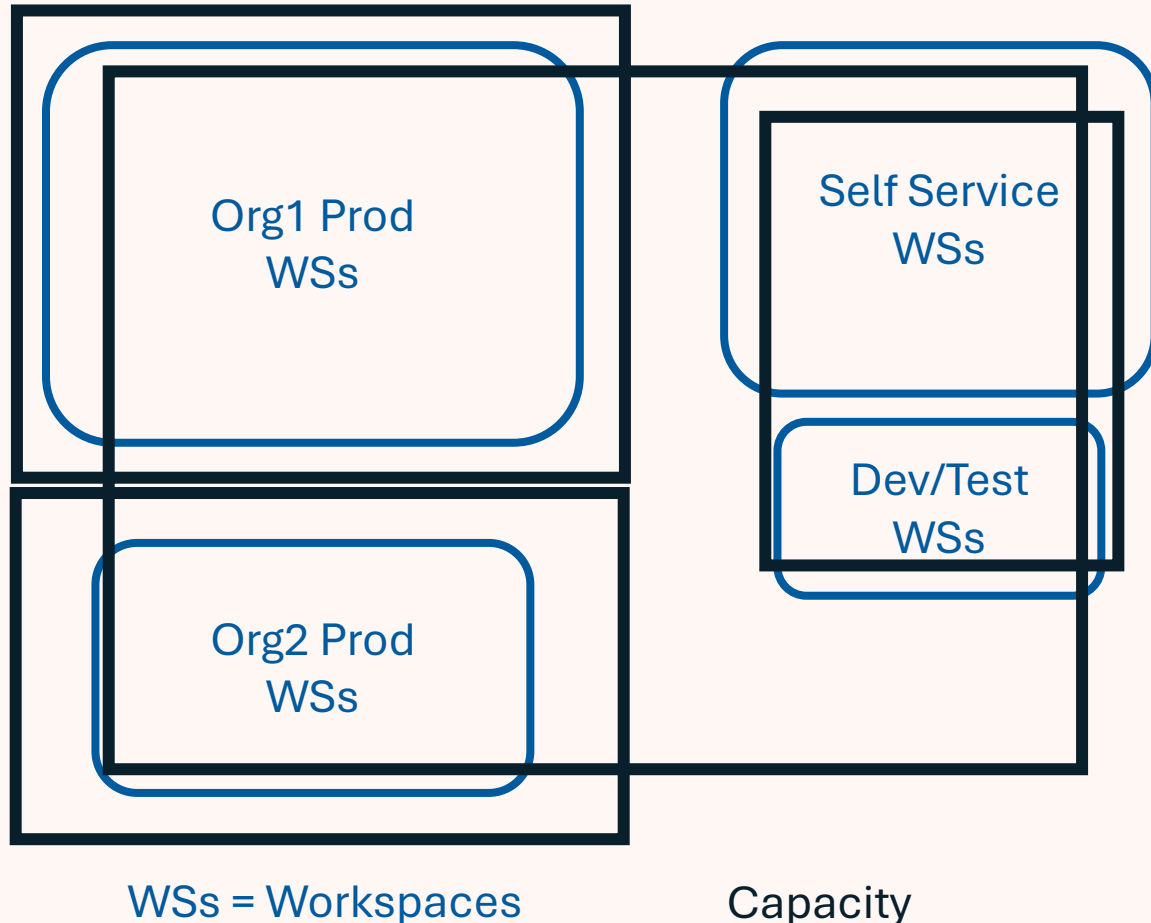 Org1 Prod
WSs
Self Service
WSs
Dev/Test
WSs
Org2 Prod
WSs
WSs = Workspaces
Capacity